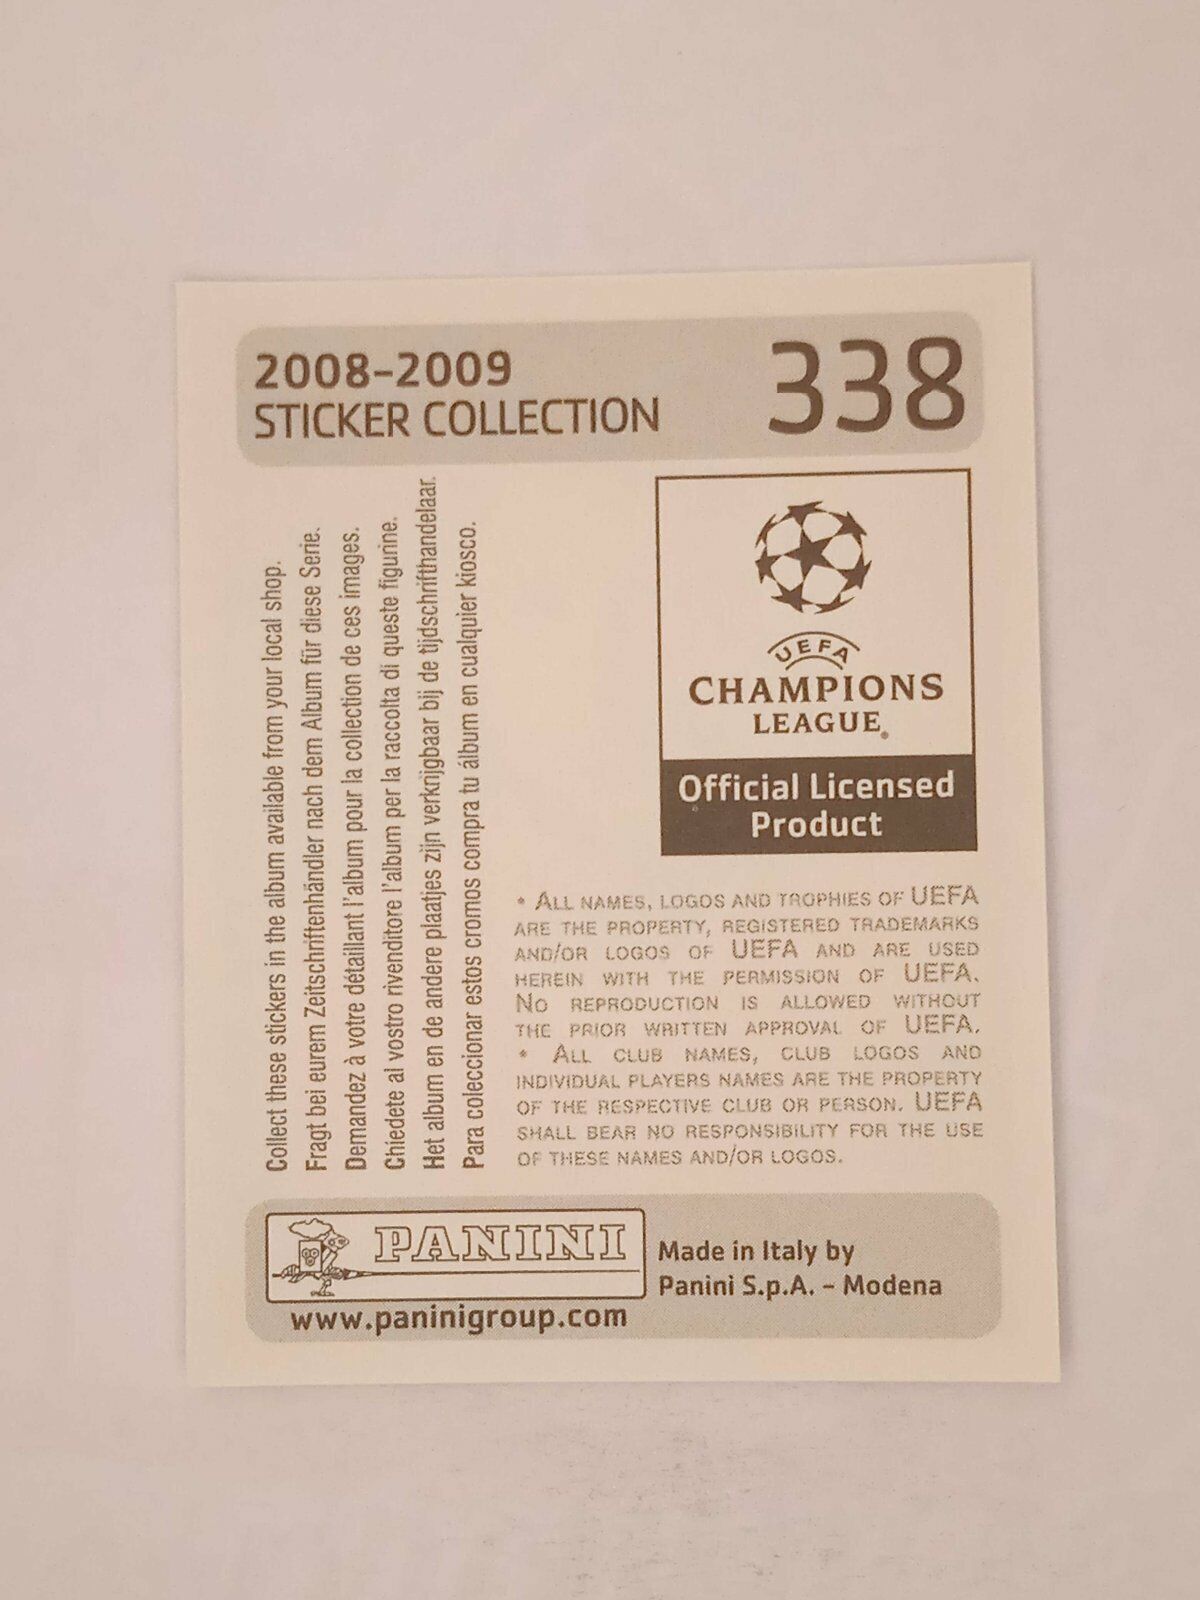 2008-2009
STICKER COLLECTION
338
Collect these stickers in the album available from your local shop.
Fragt bei eurem Zeitschriftenhändler nach dem Album für diese Serie.
Demandez à votre détaillant l'album pour la collection de ces images.
Chiedete al vostro rivenditore l'album per la raccolta di queste figurine.
Het album en de andere plaatjes zijn verkrijgbaar bij de tijdschrifthandelaar.
Para coleccionar estos cromos compra tu álbum en cualquier kiosco.
UEFA
CHAMPIONS
LEAGUE®
Official Licensed
Product
• ALL NAMES, LOGOS AND TROPHIES OF UEFA
ARE THE PROPERTY, REGISTERED TRADEMARKS
AND/OR LOGOS OF UEFA AND ARE USED
HEREIN WITH THE PERMISSION OF UEFA.
NO REPRODUCTION IS ALLOWED WITHOUT
THE PRIOR WRITTEN APPROVAL OF UEFA.
• ALL CLUB NAMES, CLUB LOGOS AND
INDIVIDUAL PLAYERS NAMES ARE THE PROPERTY
OF THE RESPECTIVE CLUB OR PERSON. UEFA
SHALL BEAR NO RESPONSIBILITY FOR THE USE
OF THESE NAMES AND/OR LOGOS.
PANINI
www.paninigroup.com
Made in Italy by
Panini S.p.A. - Modena